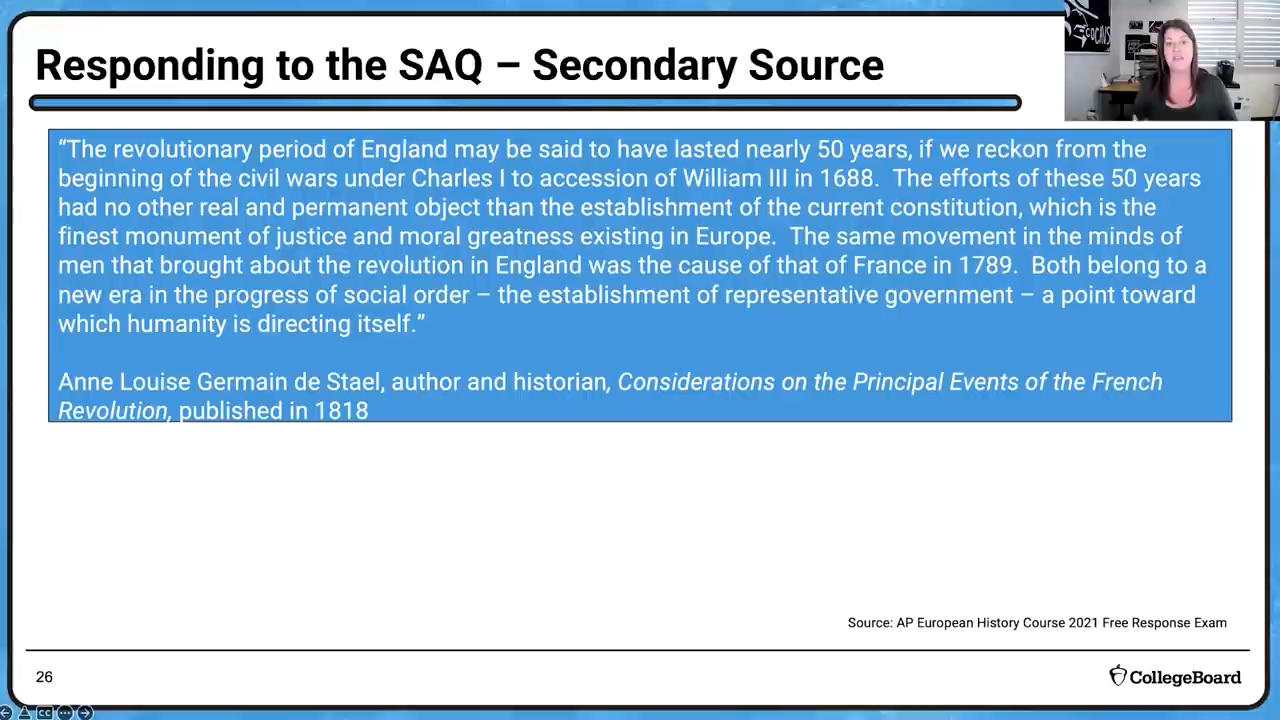 Responding to the SAQ – Secondary Source
“The revolutionary period of England may be said to have lasted nearly 50 years, if we reckon from the
beginning of the civil wars under Charles I to accession of William III in 1688.  The efforts of these 50 years
had no other real and permanent object than the establishment of the current constitution, which is the
finest monument of justice and moral greatness existing in Europe.  The same movement in the minds of
men that brought about the revolution in England was the cause of that of France in 1789.  Both belong to a
new era in the progress of social order – the establishment of representative government – a point toward
which humanity is directing itself.”
Anne Louise Germain de Stael, author and historian, Considerations on the Principal Events of the French
Revolution, published in 1818
Source: AP European History Course 2021 Free Response Exam
26
CollegeBoard
CC